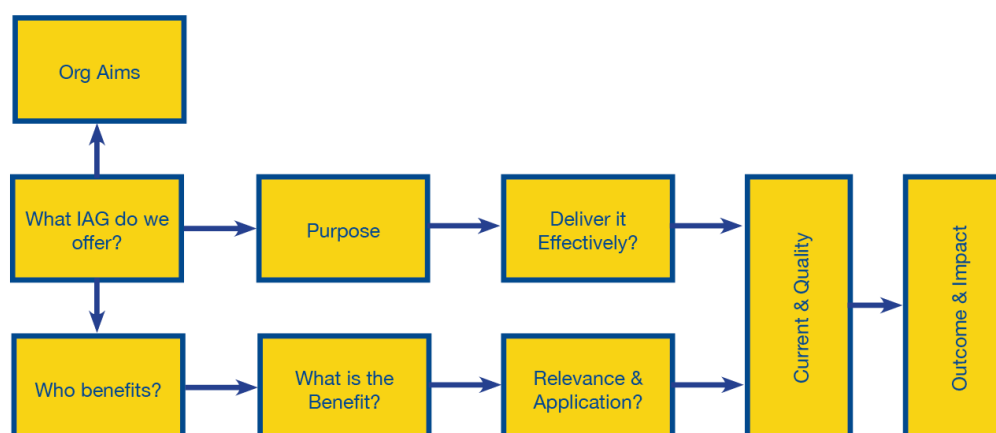 Org Aims
What IAG do we
offer?
Purpose
Deliver it
Effectively?
Current & Quality
Outcome & Impact
Who benefits?
What is the
Benefit?
Relevance &
Application?